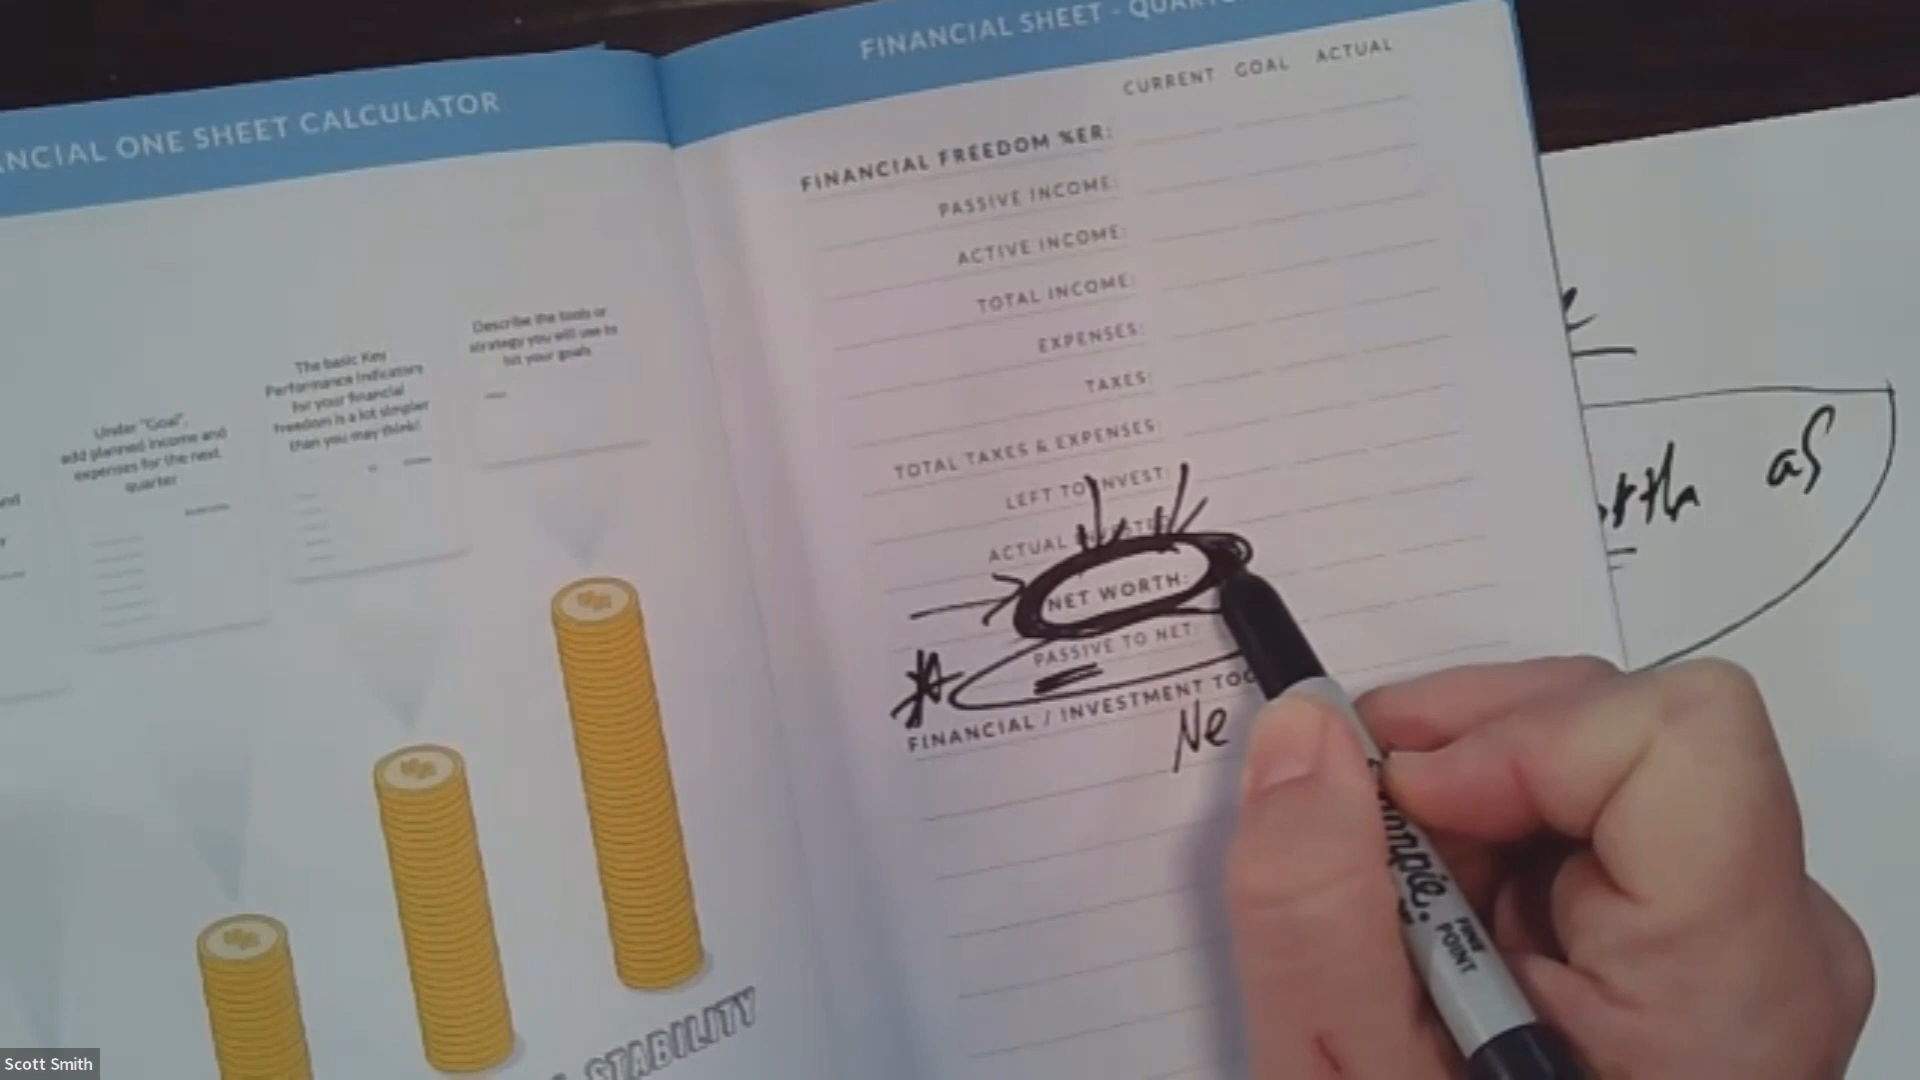 NCIAL ONE SHEET CALCULATOR
Describe the tools or
strategy you will use to
hit your goals
The basic Key
Performance Indicators
for your financial
freedom is a lot simpler
than you may think!
Under "Goal",
add planned income and
expenses for the next
quarter
STABILITY
FINANCIAL SHEET -
CURRENT GOAL ACTUAL
FINANCIAL FREEDOM %ER:
PASSIVE INCOME:
ACTIVE INCOME:
TOTAL INCOME:
EXPENSES:
TAXES:
TOTAL TAXES & EXPENSES:
LEFT TO INVEST:
ACTUAL
NET WORTH:
PASSIVE TO NET:
FINANCIAL / INVESTMENT
Ne
as
Sharpie.
FINE
POINT
Scott Smith